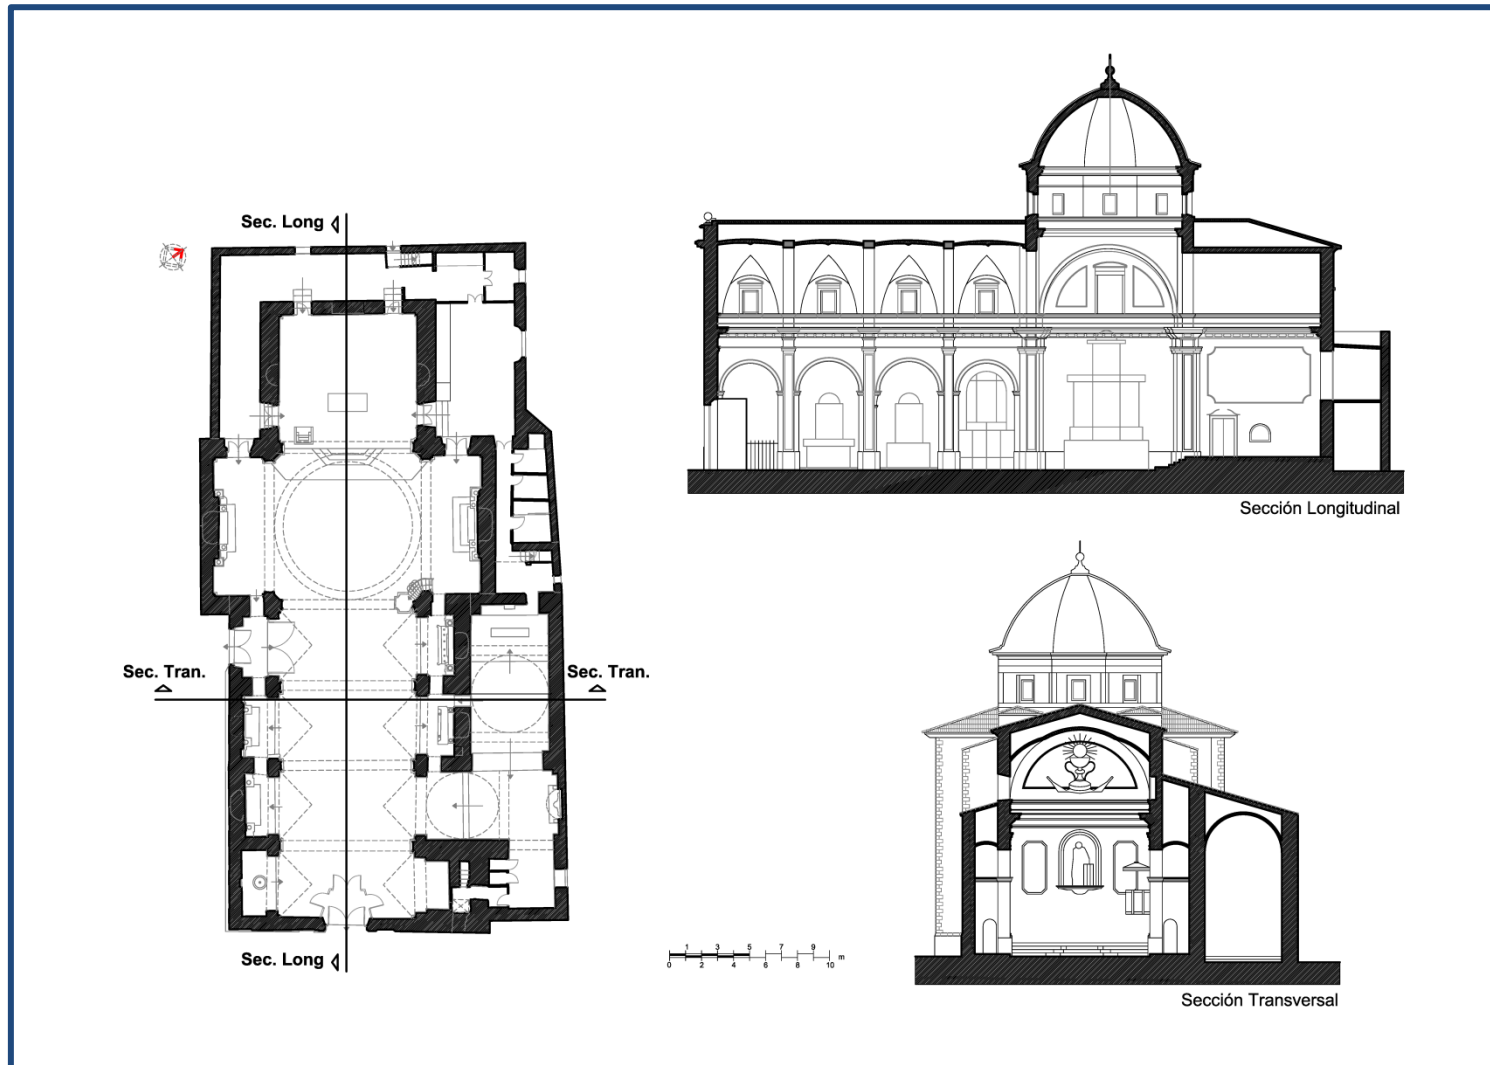 Sec. Long
Sec. Tran.
Sec. Tran.
Sec. Long
Sección Longitudinal
1 3 5 7 9
m
0 2 4 6 8 10
Sección Transversal